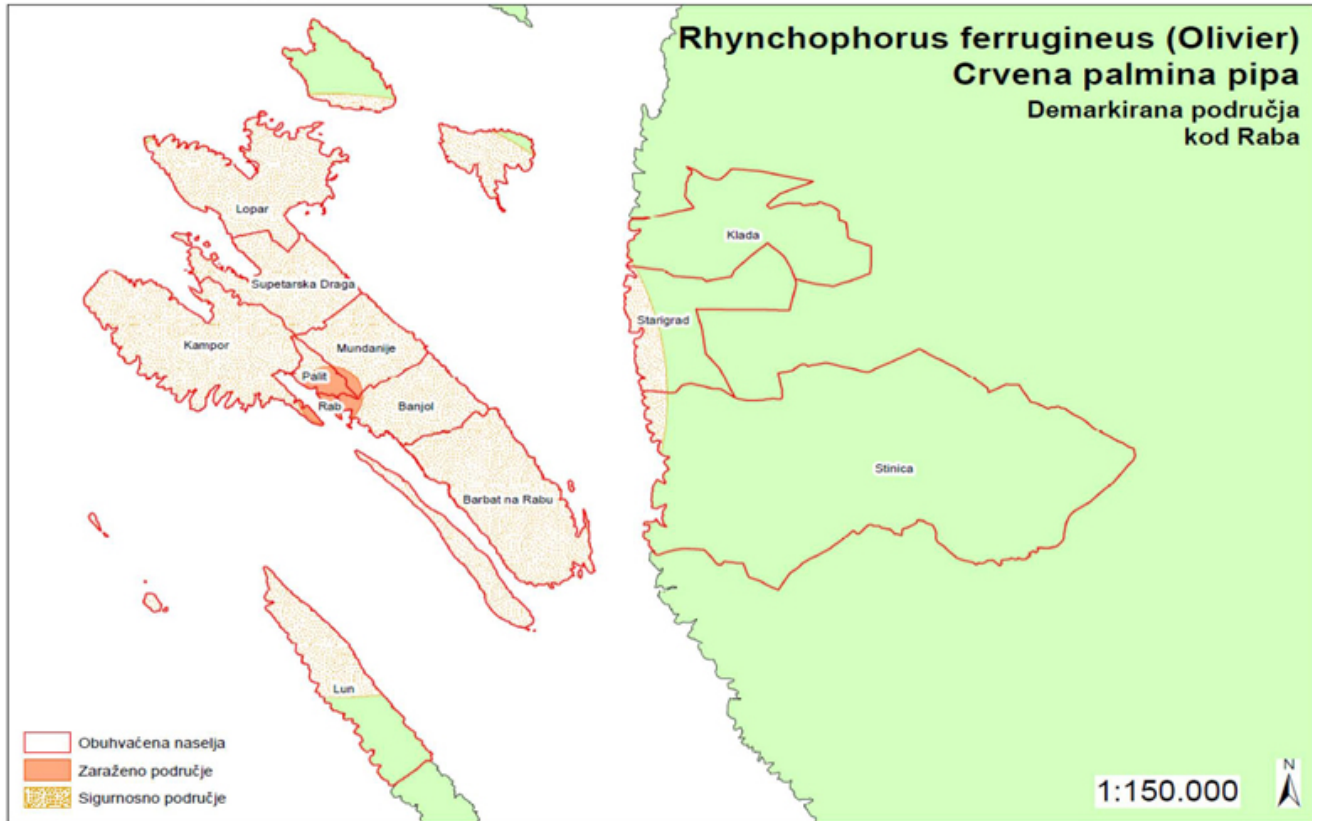 Rhynchophorus ferrugineus (Olivier)
Crvena palmina pipa
Demarkirana područja
kod Raba
Lopar
Klada
Supetarska Draga
Starigrad
Kampor
Mundanije
Palit
Rab
Banjol
Stinica
Barbat na Rabu
Lun
Obuhvaćena naselja
Zaraženo područje
Sigurnosno područje
1:150.000
N